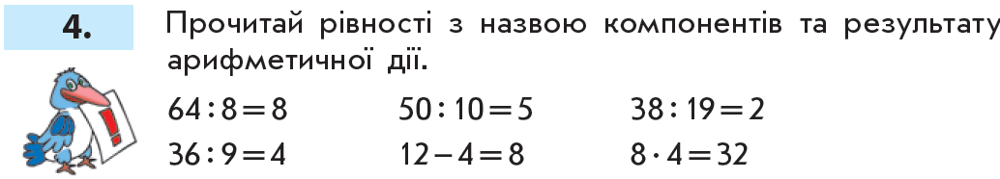 4. Прочитай рівності з назвою компонентів та результату
арифметичної дії.
64 : 8 = 8 50 : 10 = 5 38 : 19 = 2
36 : 9 = 4 12 – 4 = 8 8 · 4 = 32